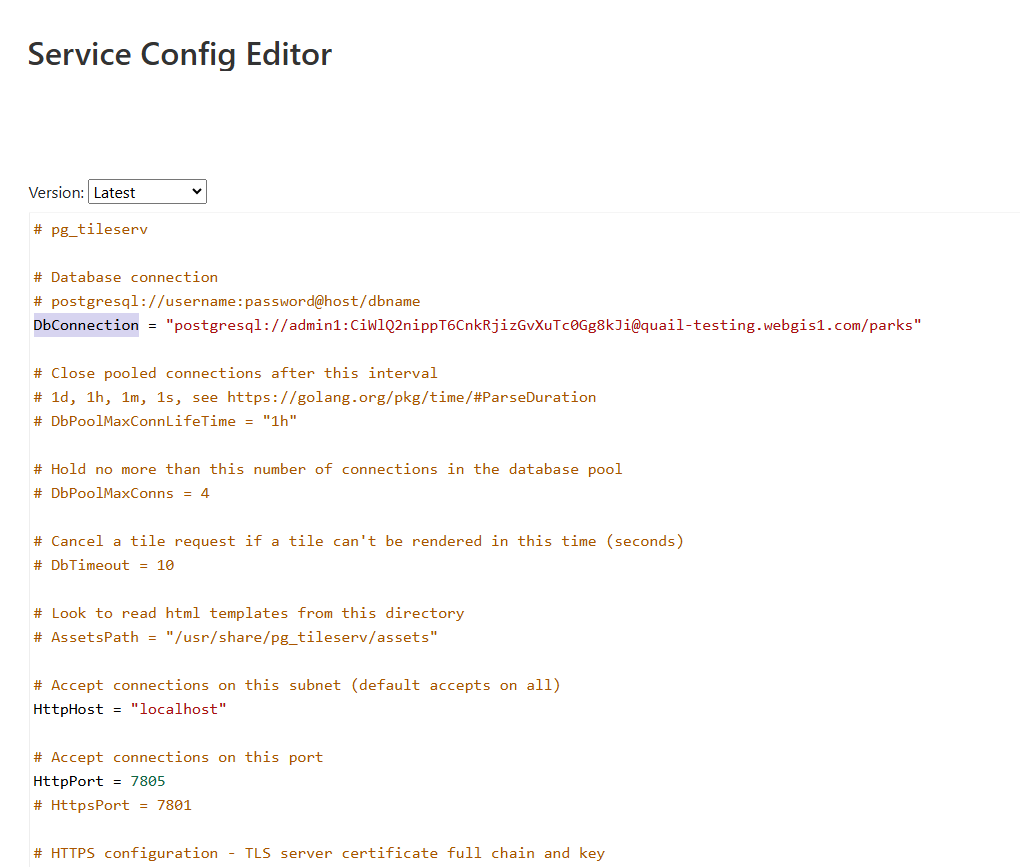 Service Config Editor
Version: Latest
# pg_tileserv
# Database connection
# postgresql://username:password@host/dbname
DbConnection = "postgresql://admin1:CiWlQ2nippT6CnkRjizGvXuTc0Gg8kJi@quail-testing.webgis1.com/parks"
# Close pooled connections after this interval
# 1d, 1h, 1m, 1s, see https://golang.org/pkg/time/#ParseDuration
# DbPoolMaxConnLifeTime = "1h"
# Hold no more than this number of connections in the database pool
# DbPoolMaxConns = 4
# Cancel a tile request if a tile can't be rendered in this time (seconds)
# DbTimeout = 10
# Look to read html templates from this directory
# AssetsPath = "/usr/share/pg_tileserv/assets"
# Accept connections on this subnet (default accepts on all)
HttpHost = "localhost"
# Accept connections on this port
HttpPort = 7805
# HttpsPort = 7801
# HTTPS configuration - TLS server certificate full chain and key